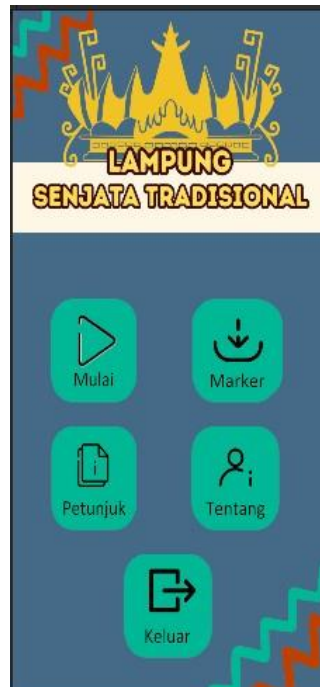 LAMPUNG
SENJATA TRADISIONAL
Mulai
Marker
Petunjuk
Tentang
Keluar